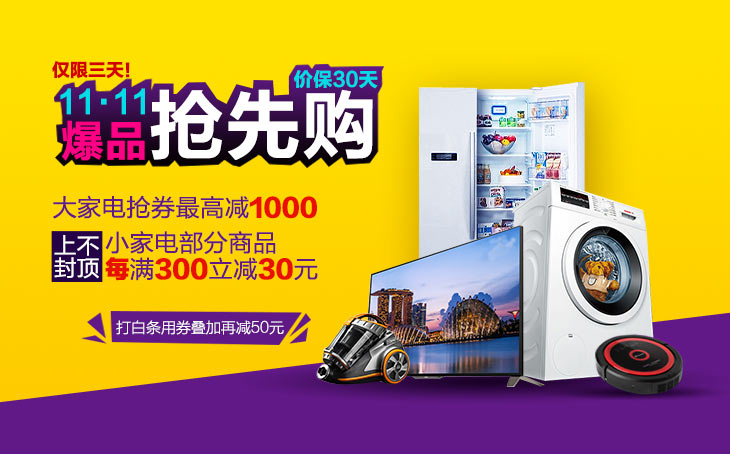 仅限三天!
11·11
价保30天
爆品抢先购
大家电抢券最高减1000
上不封顶
小家电部分商品
每满300立减30元
打白条用券叠加再减50元